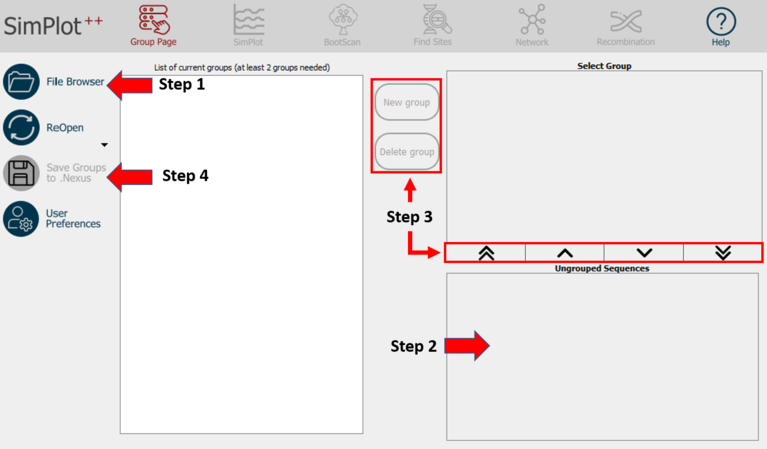 SimPlot++
Group Page
SimPlot
BootScan
Find Sites
Network
Recombination
Help
File Browser
Step 1
ReOpen
Save Groups
to .Nexus
Step 4
User
Preferences
List of current groups (at least 2 groups needed)
New group
Delete group
Step 3
Select Group
Ungrouped Sequences
Step 2